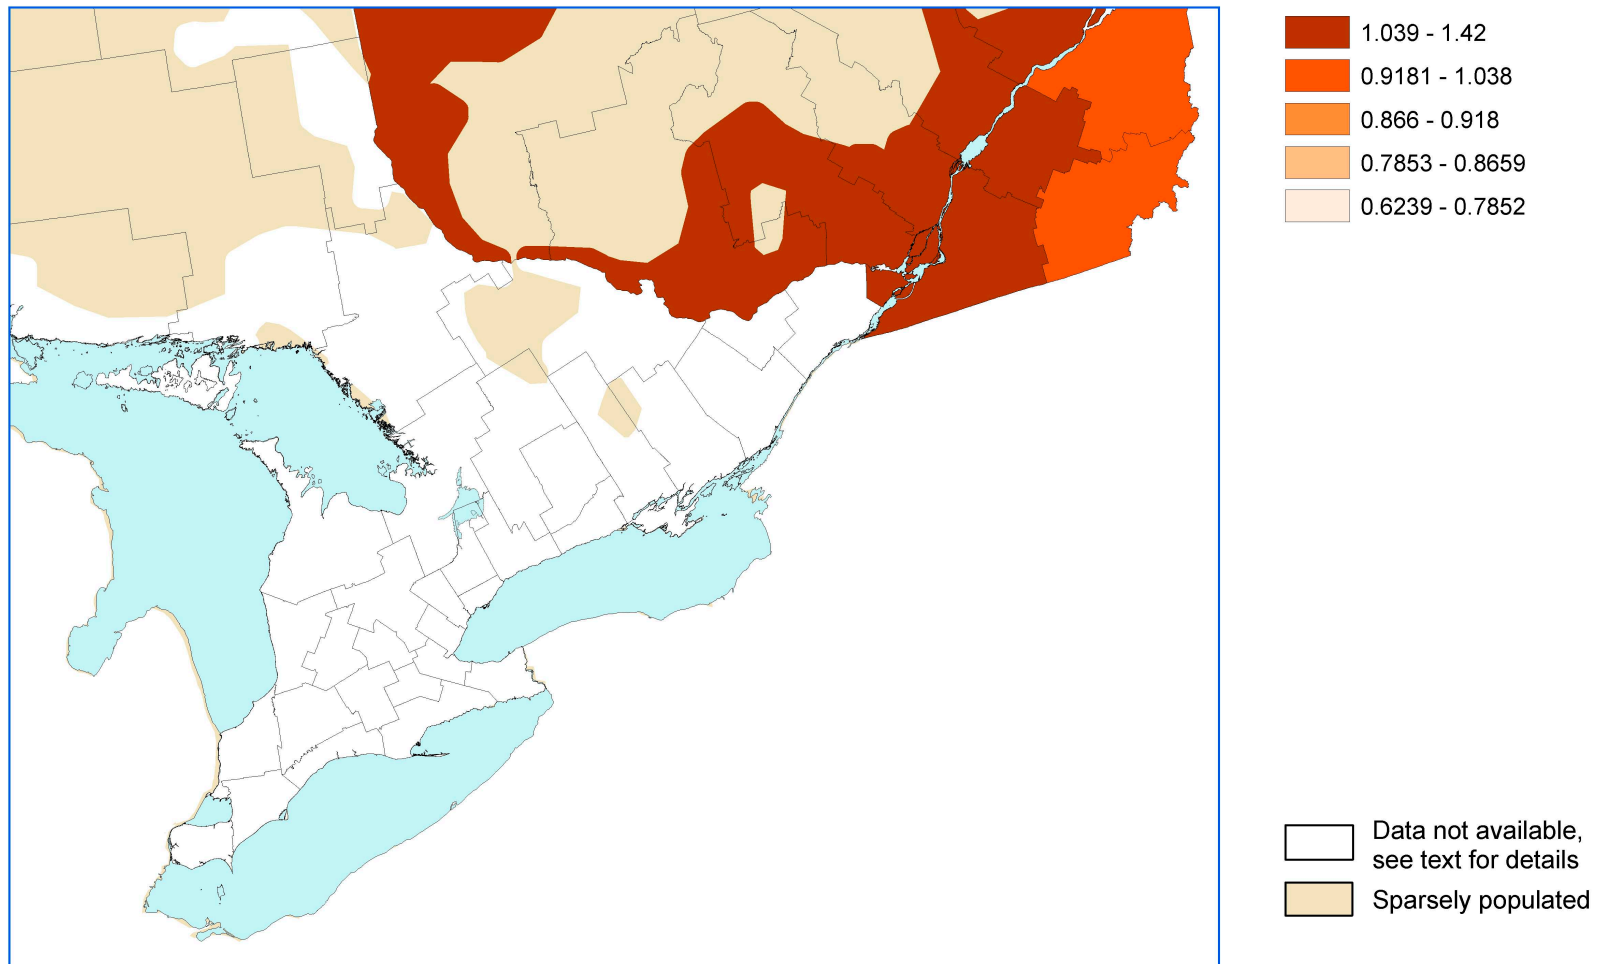 1.039 - 1.42
0.9181 - 1.038
0.866 - 0.918
0.7853 - 0.8659
0.6239 - 0.7852
Data not available,
see text for details
Sparsely populated